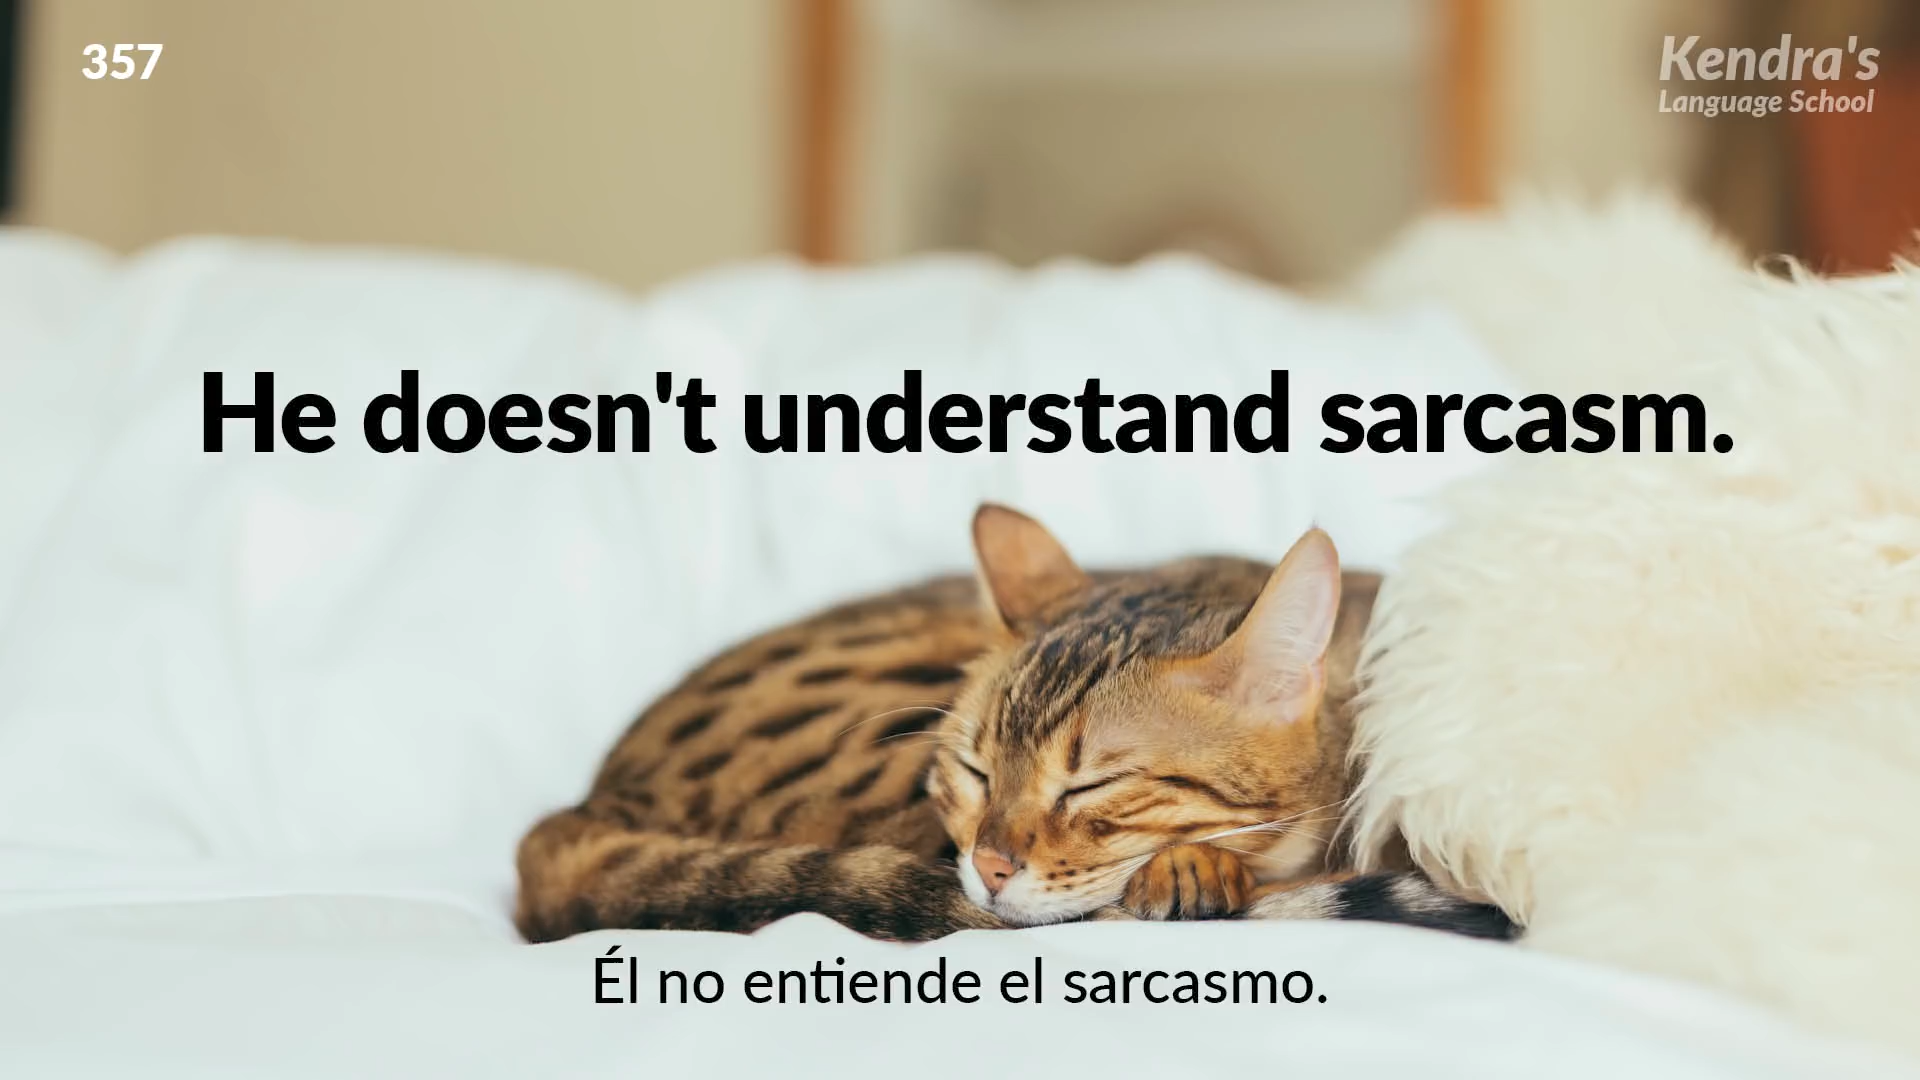 357
Kendra's
Language School
He doesn't understand sarcasm.
Él no entiende el sarcasmo.